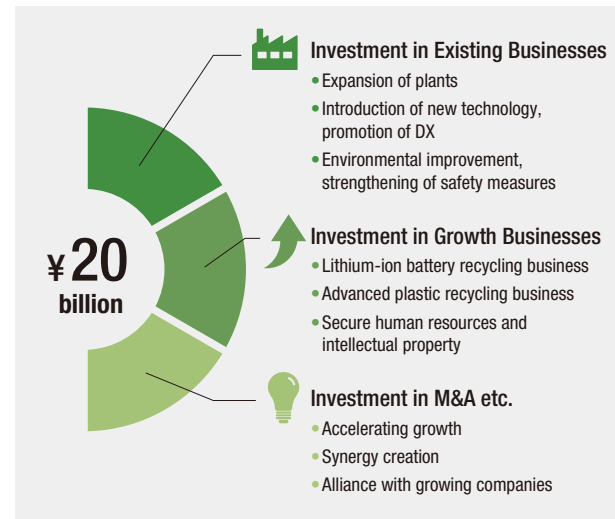 ¥20
billion
Investment in Existing Businesses
•Expansion of plants
•Introduction of new technology,
promotion of DX
•Environmental improvement,
strengthening of safety measures
Investment in Growth Businesses
•Lithium-ion battery recycling business
•Advanced plastic recycling business
•Secure human resources and
intellectual property
Investment in M&A etc.
•Accelerating growth
•Synergy creation
•Alliance with growing companies